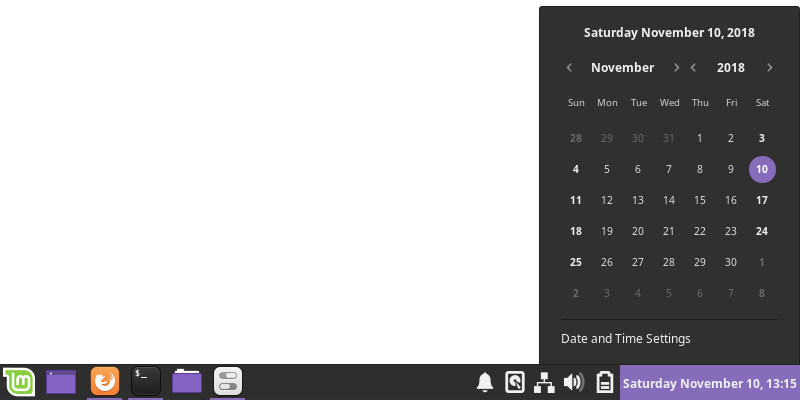 Saturday November 10, 2018
November 2018
Sun Mon Tue Wed Thu Fri Sat
28 29 30 31 1 2 3
4 5 6 7 8 9 10
11 12 13 14 15 16 17
18 19 20 21 22 23 24
25 26 27 28 29 30 1
2 3 4 5 6 7 8
Date and Time Settings
lm $_ Saturday November 10, 13:15